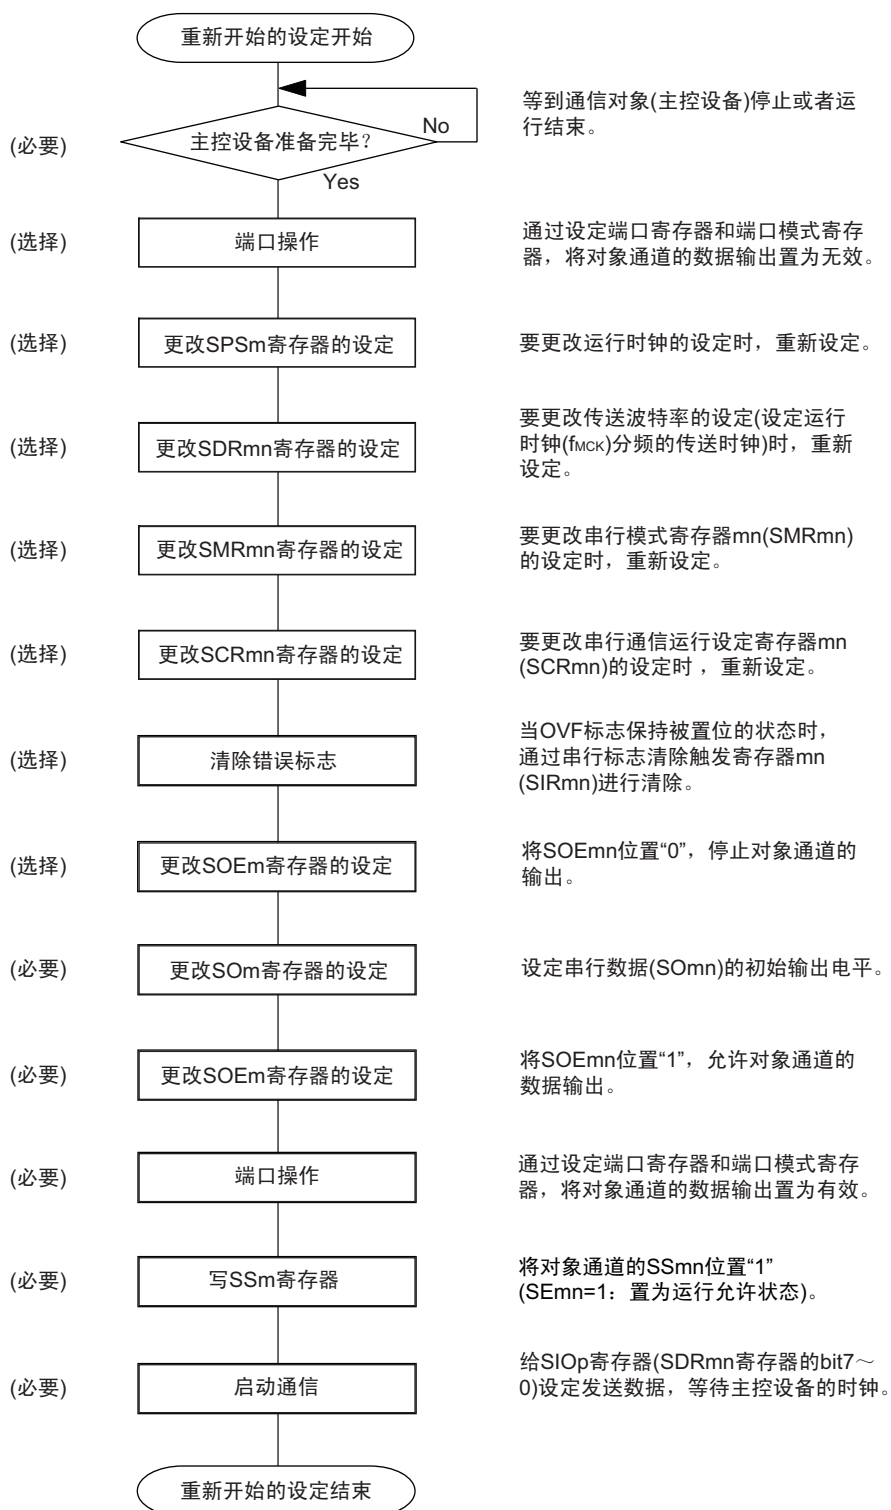 重新开始的设定开始
(必要)
主控设备准备完毕？
No
Yes
等到通信对象(主控设备)停止或者运
行结束。
(选择)
端口操作
通过设定端口寄存器和端口模式寄存
器，将对象通道的数据输出置为无效。
(选择)
更改SPSm寄存器的设定
要更改运行时钟的设定时，重新设定。
(选择)
更改SDRmn寄存器的设定
要更改传送波特率的设定(设定运行
时钟(fMCK)分频的传送时钟)时，重新
设定。
(选择)
更改SMRmn寄存器的设定
要更改串行模式寄存器mn(SMRmn)
的设定时，重新设定。
(选择)
更改SCRmn寄存器的设定
要更改串行通信运行设定寄存器mn
(SCRmn)的设定时 ，重新设定。
(选择)
清除错误标志
当OVF标志保持被置位的状态时，
通过串行标志清除触发寄存器mn
(SIRmn)进行清除。
(选择)
更改SOEm寄存器的设定
将SOEmn位置“0”，停止对象通道的
输出。
(必要)
更改SOm寄存器的设定
设定串行数据(SOmn)的初始输出电平。
(必要)
更改SOEm寄存器的设定
将SOEmn位置“1”，允许对象通道的
数据输出。
(必要)
端口操作
通过设定端口寄存器和端口模式寄存
器，将对象通道的数据输出置为有效。
(必要)
写SSm寄存器
将对象通道的SSmn位置“1”
(SEmn=1：置为运行允许状态)。
(必要)
启动通信
给SIOp寄存器(SDRmn寄存器的bit7～
0)设定发送数据，等待主控设备的时钟。
重新开始的设定结束